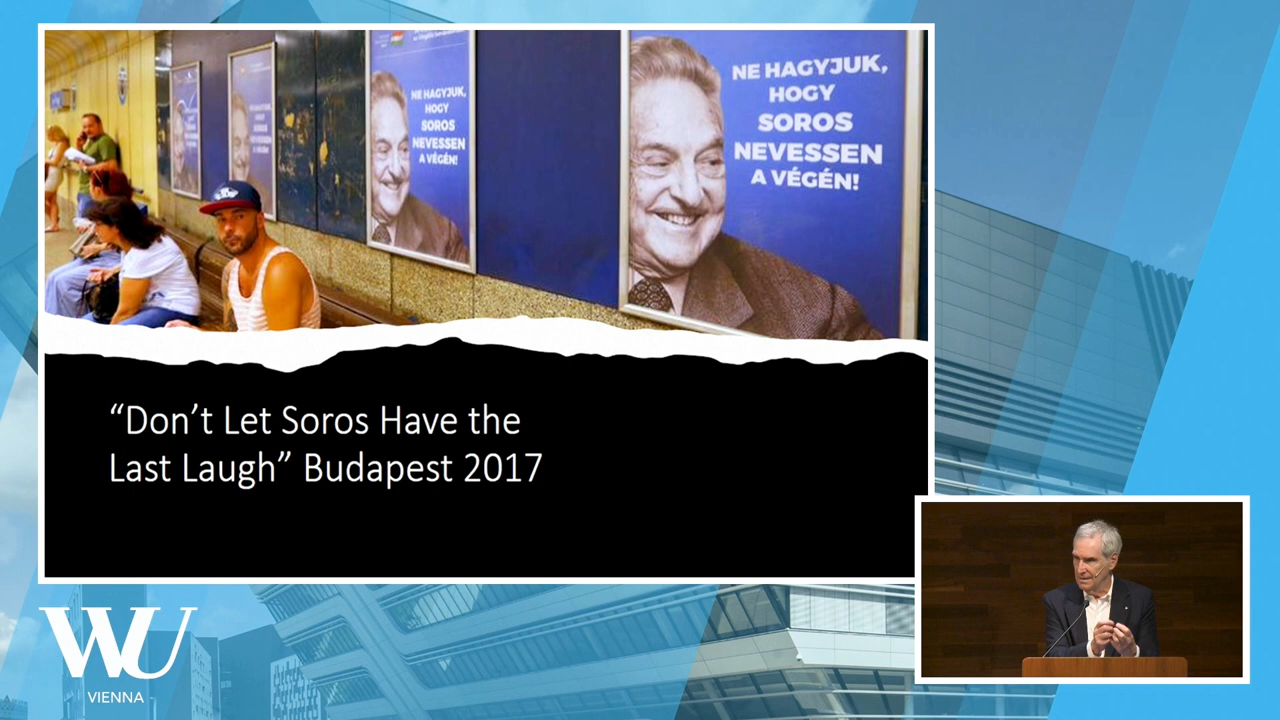 NE HAGYJUK,
HOGY
SOROS
NEVESSEN
A VÉGÉN!
NE HAGYJUK,
HOGY
SOROS
NEVESSEN
A VÉGÉN!
“Don’t Let Soros Have the
Last Laugh” Budapest 2017
WU
VIENNA